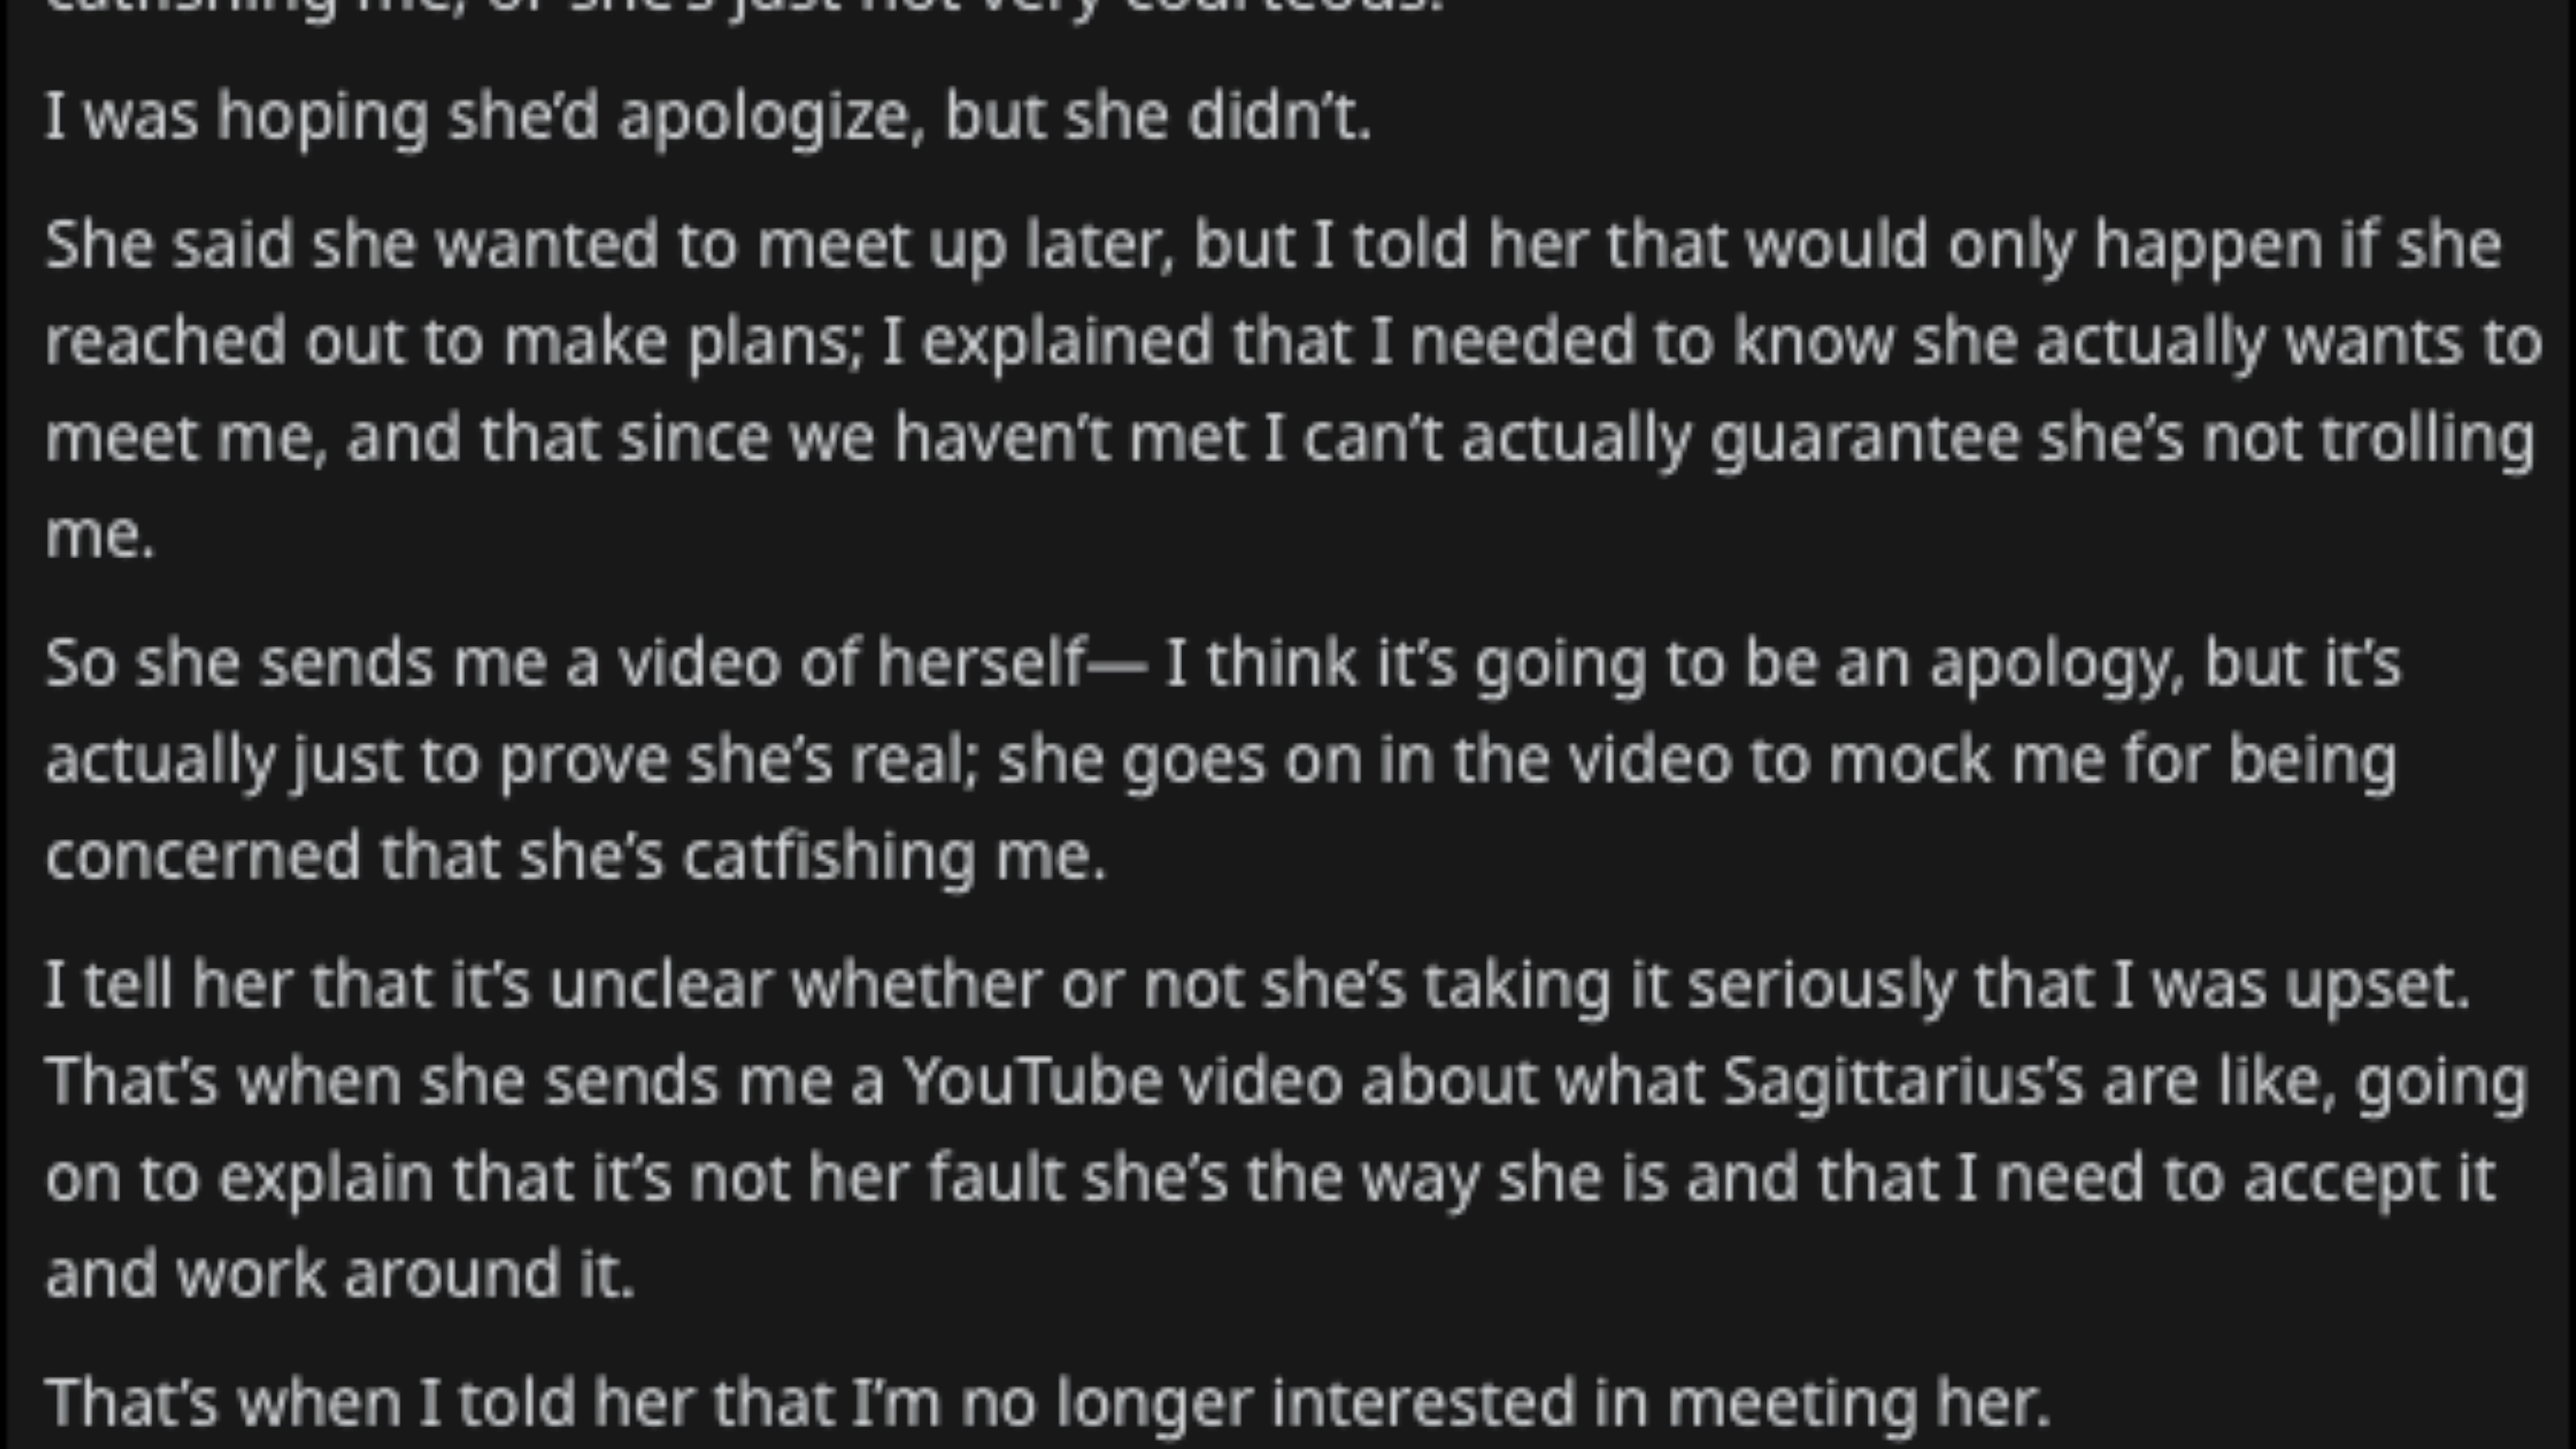 catfishing me, or she's just not very courteous.
I was hoping she’d apologize, but she didn’t.
She said she wanted to meet up later, but I told her that would only happen if she
reached out to make plans; I explained that I needed to know she actually wants to
meet me, and that since we haven’t met I can’t actually guarantee she’s not trolling
me.
So she sends me a video of herself— I think it’s going to be an apology, but it’s
actually just to prove she’s real; she goes on in the video to mock me for being
concerned that she’s catfishing me.
I tell her that it’s unclear whether or not she’s taking it seriously that I was upset.
That’s when she sends me a YouTube video about what Sagittarius’s are like, going
on to explain that it’s not her fault she’s the way she is and that I need to accept it
and work around it.
That’s when I told her that I’m no longer interested in meeting her.